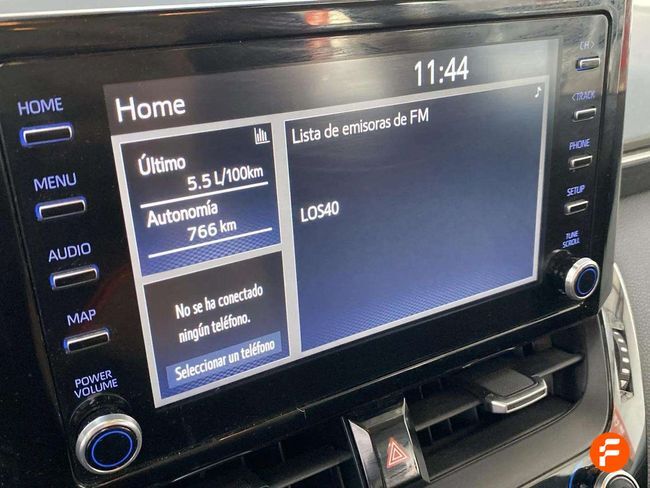 HOME
MENU
AUDIO
MAP
POWER
VOLUME
Home
11:44
Último
5.5 L/100km
Autonomía
766 km
No se ha conectado
ningún teléfono.
Seleccionar un teléfono
Lista de emisoras de FM
LOS40
CH >
< TRACK
PHONE
SETUP
TUNE
SCROLL